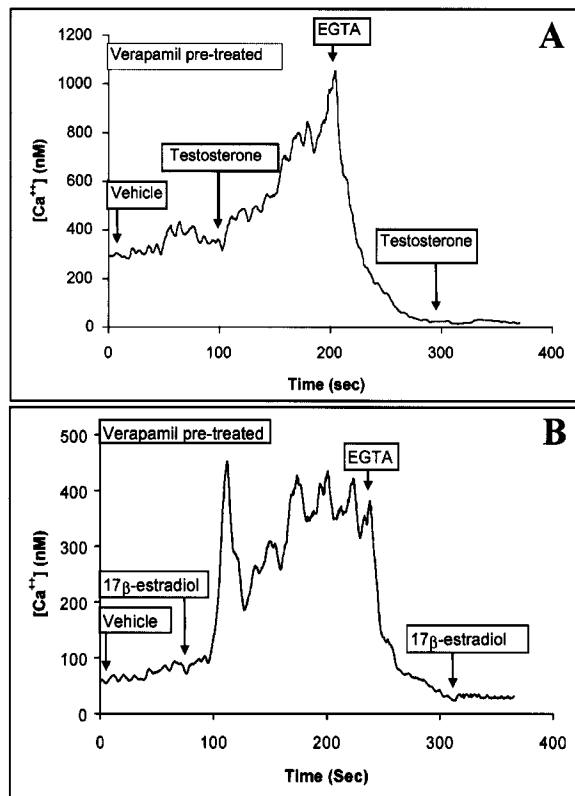 EGTA
A
1200
Verapamil pre-treated
1000
800
Testosterone
600
Vehicle
400
Testosterone
200
0
[Ca⁺⁺] (nM)
0 100 200 300 400
Time (sec)
B
500
Verapamil pre-treated
EGTA
400
300
17β-estradiol
200
Vehicle
17β-estradiol
100
0
[Ca⁺⁺] (nM)
0 100 200 300 400
Time (Sec)